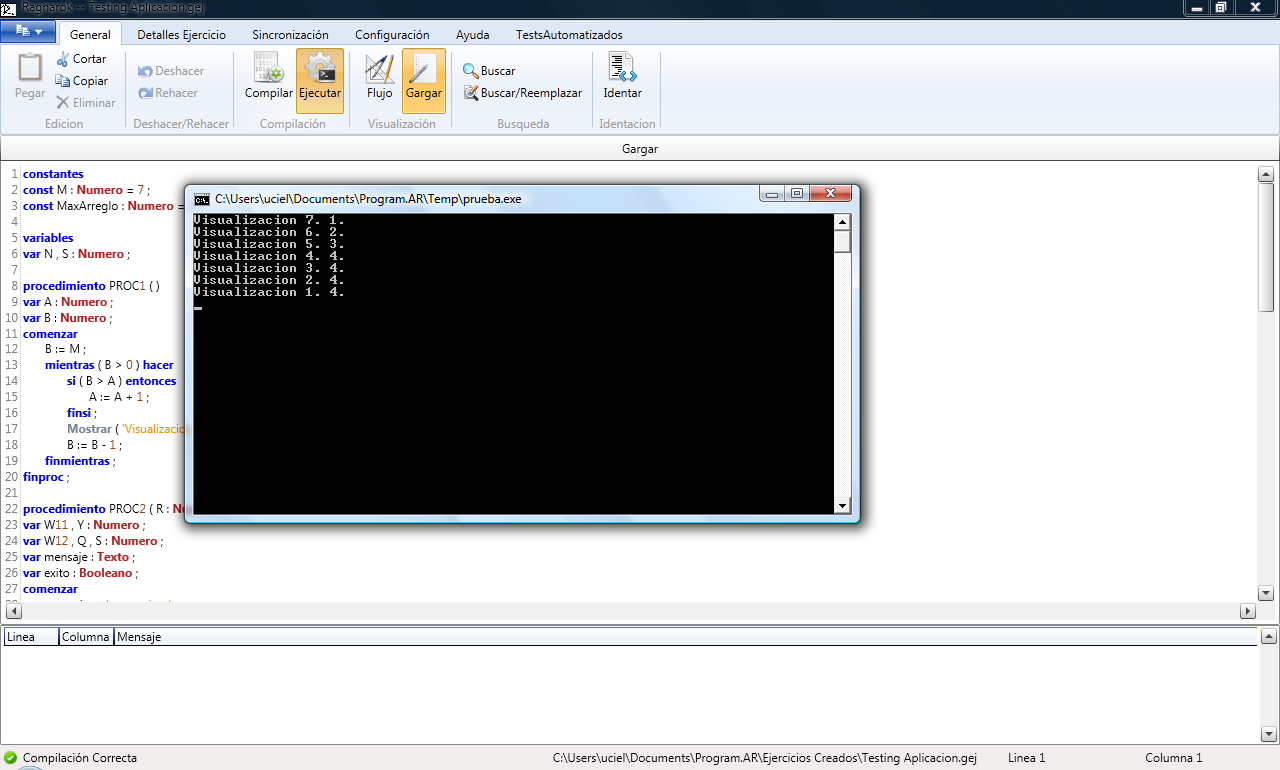 Ragnarok -- Testing Aplicacion.gej
General Detalles Ejercicio Sincronización Configuración Ayuda TestsAutomatizados
Pegar Cortar Copiar Eliminar
Edicion
Deshacer Rehacer
Deshacer/Rehacer
Compilar Ejecutar
Compilación
Flujo Gargar
Visualización
Buscar Buscar/Reemplazar
Busqueda
Identar
Identacion
Gargar
1 constantes
2 const M : Numero = 7 ;
3 const MaxArreglo : Numero =
4
5 variables
6 var N , S : Numero ;
7
8 procedimiento PROC1 ( )
9 var A : Numero ;
10 var B : Numero ;
11 comenzar
12 B := M ;
13 mientras ( B > 0 ) hacer
14 si ( B > A ) entonces
15 A := A + 1 ;
16 finsi ;
17 Mostrar ( 'Visualizacion
18 B := B - 1 ;
19 finmientras ;
20 finproc ;
21
22 procedimiento PROC2 ( R : Nu
23 var W11 , Y : Numero ;
24 var W12 , Q , S : Numero ;
25 var mensaje : Texto ;
26 var exito : Booleano ;
27 comenzar
C:\Users\uciel\Documents\Program.AR\Temp\prueba.exe
Visualizacion 7. 1.
Visualizacion 6. 2.
Visualizacion 5. 3.
Visualizacion 4. 4.
Visualizacion 3. 4.
Visualizacion 2. 4.
Visualizacion 1. 4.
Linea Columna Mensaje
Compilación Correcta C:\Users\uciel\Documents\Program.AR\Ejercicios Creados\Testing Aplicacion.gej Linea 1 Columna 1